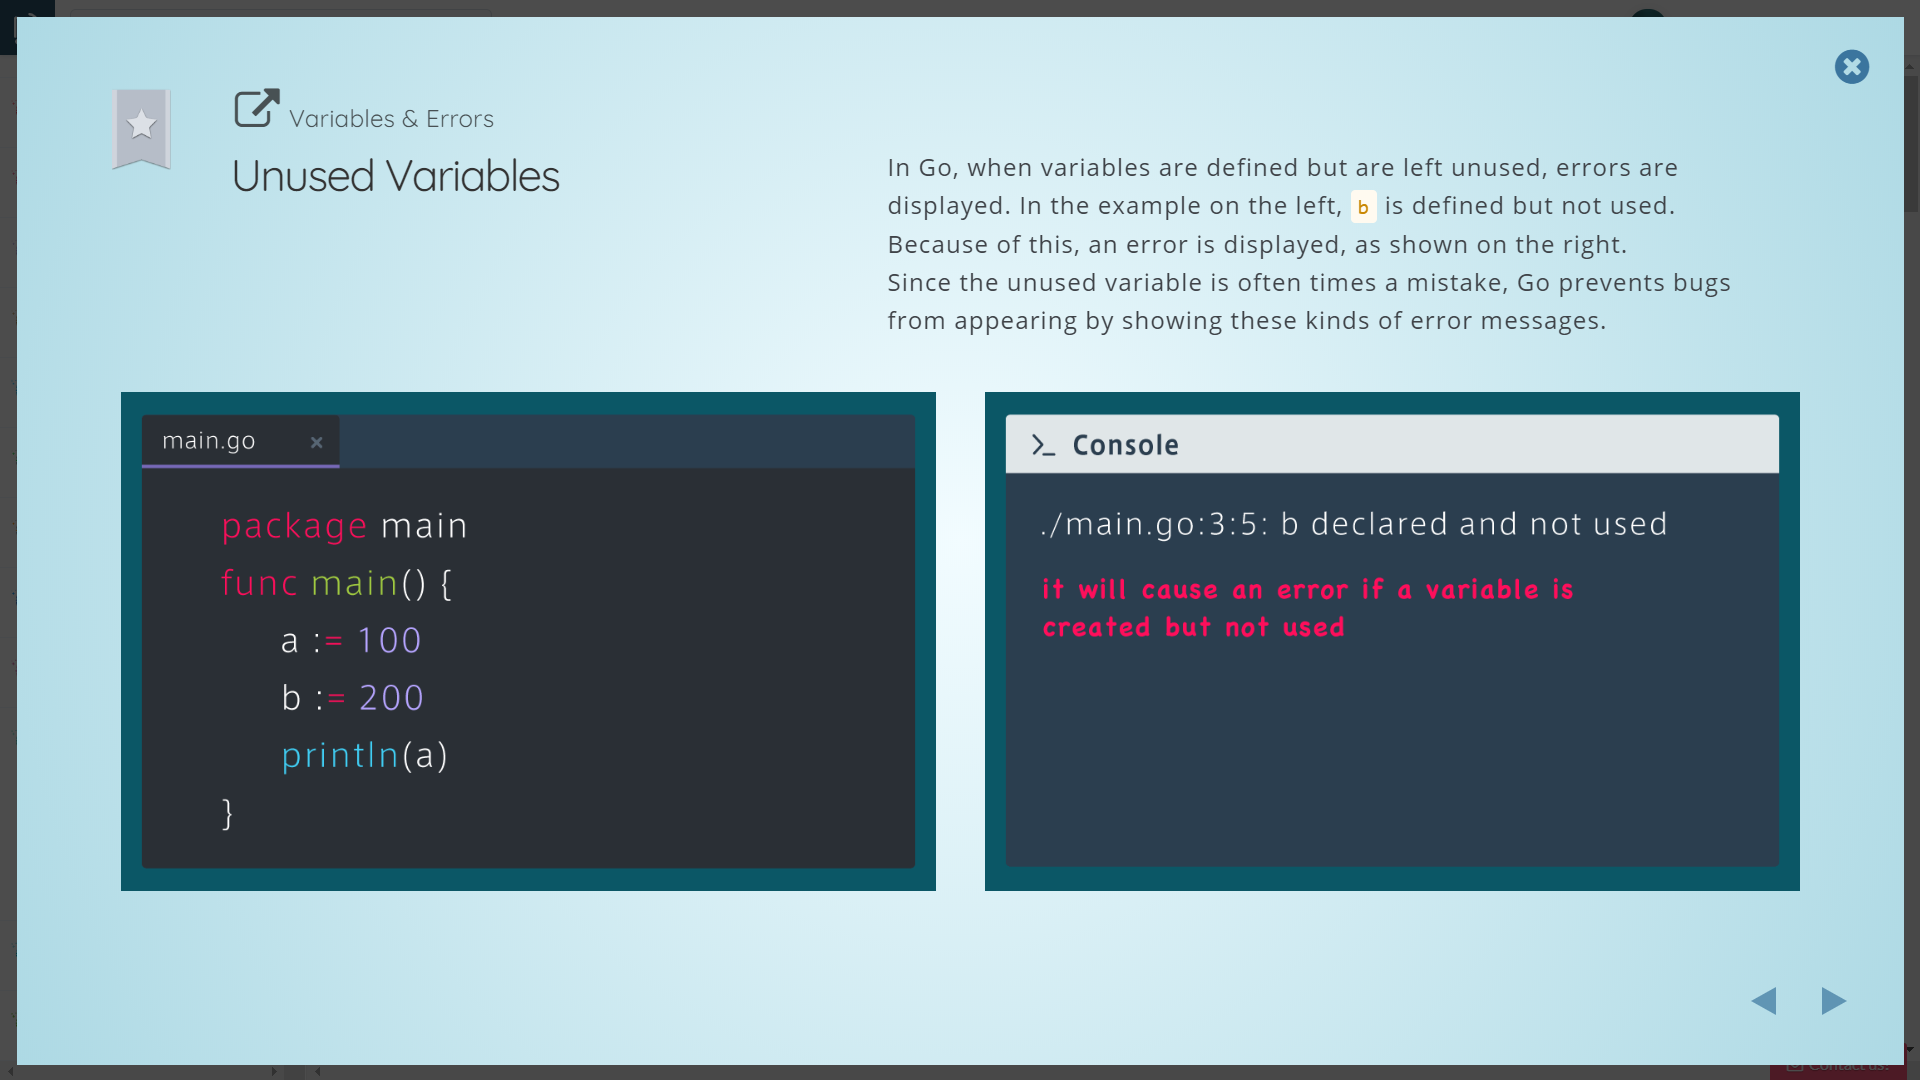 Variables & Errors
Unused Variables
In Go, when variables are defined but are left unused, errors are
displayed. In the example on the left, b is defined but not used.
Because of this, an error is displayed, as shown on the right.
Since the unused variable is often times a mistake, Go prevents bugs
from appearing by showing these kinds of error messages.
main.go ×
package main
func main() {
a := 100
b := 200
println(a)
}
>_ Console
./main.go:3:5: b declared and not used
it will cause an error if a variable is
created but not used
Contact us!